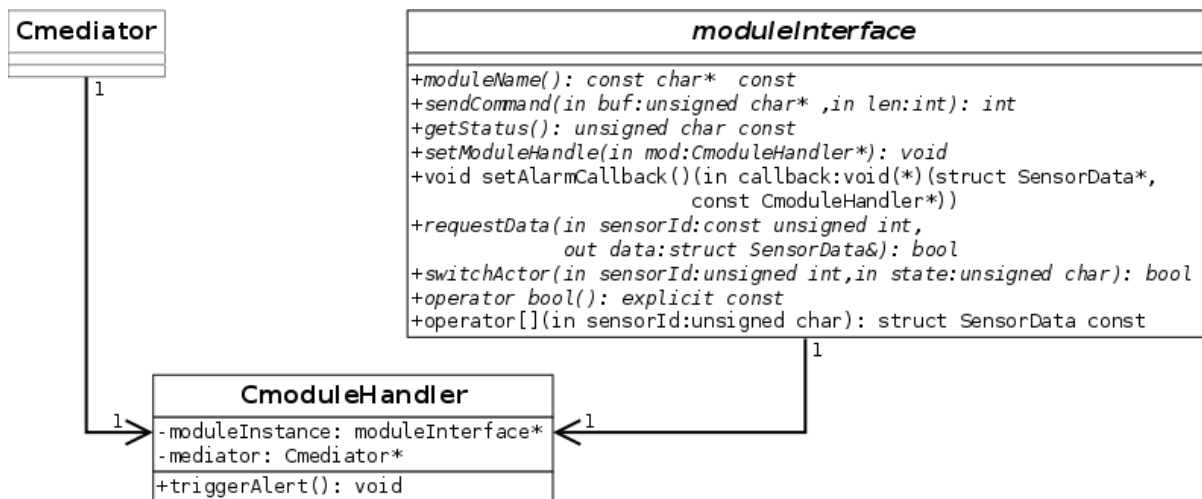 Cmediator
1
moduleInterface
+moduleName(): const char*  const
+sendCommand(in buf:unsigned char* ,in len:int): int
+getStatus(): unsigned char const
+setModuleHandle(in mod:CmoduleHandler*): void
+void setAlarmCallback()(in callback:void(*)(struct SensorData*,
const CmoduleHandler*))
+requestData(in sensorId:const unsigned int,
out data:struct SensorData&): bool
+switchActor(in sensorId:unsigned int,in state:unsigned char): bool
+operator bool(): explicit const
+operator[](in sensorId:unsigned char): struct SensorData const
1
1
CmoduleHandler
1
-moduleInstance: moduleInterface*
-mediator: Cmediator*
+triggerAlert(): void